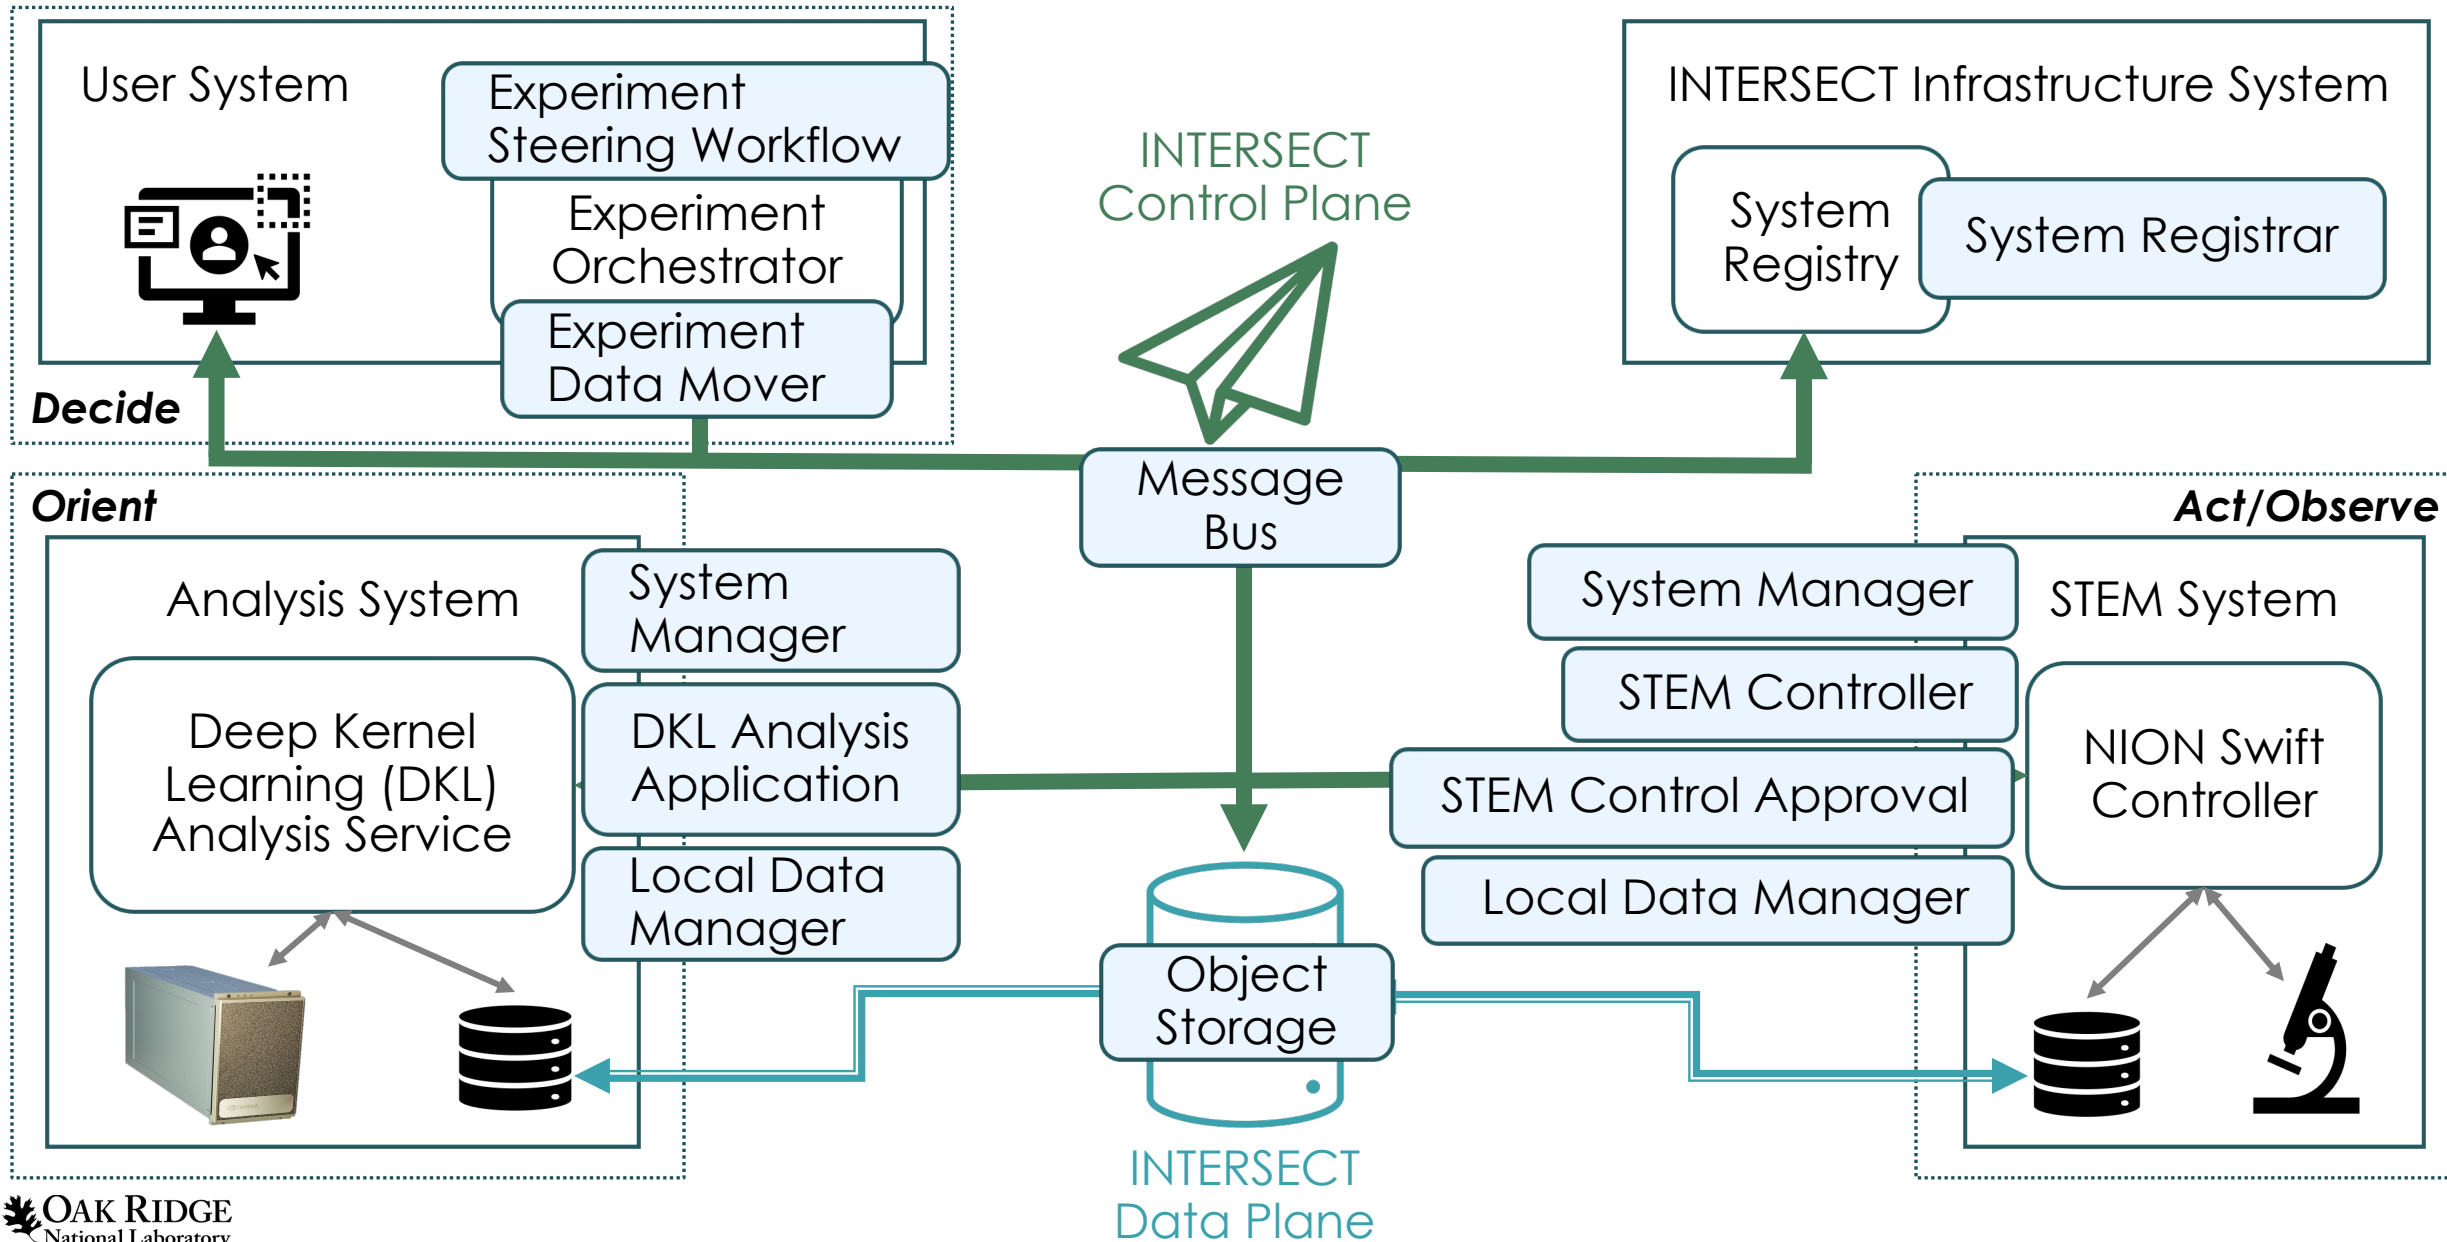 User System
Experiment
Steering Workflow
Experiment
Orchestrator
Experiment
Data Mover
Decide
INTERSECT
Control Plane
INTERSECT Infrastructure System
System
Registry
System Registrar
Message
Bus
Orient
Analysis System
System
Manager
Deep Kernel
Learning (DKL)
Analysis Service
DKL Analysis
Application
Local Data
Manager
Act/Observe
System Manager
STEM System
STEM Controller
STEM Control Approval
NION Swift
Controller
Local Data Manager
Object
Storage
INTERSECT
Data Plane
OAK RIDGE
National Laboratory